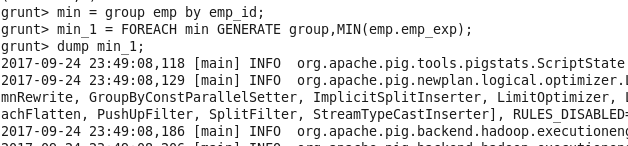 grunt> min = group emp by emp_id;
grunt> min_1 = FOREACH min GENERATE group,MIN(emp.emp_exp);
grunt> dump min_1;
2017-09-24 23:49:08,118 [main] INFO  org.apache.pig.tools.pigstats.ScriptState
2017-09-24 23:49:08,129 [main] INFO  org.apache.pig.newplan.logical.optimizer.L
mnRewrite, GroupByConstParallelSetter, ImplicitSplitInserter, LimitOptimizer, L
achFlatten, PushUpFilter, SplitFilter, StreamTypeCastInserter], RULES_DISABLED=
2017-09-24 23:49:08,186 [main] INFO  org.apache.pig.backend.hadoop.executioneng